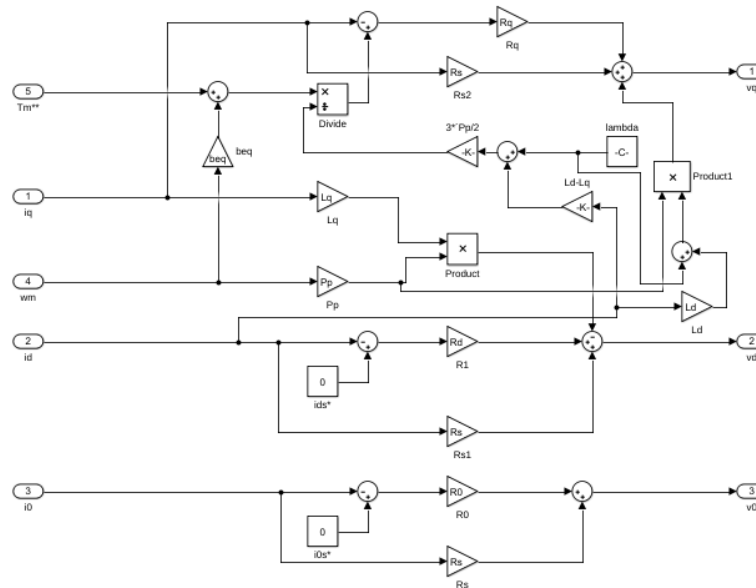 Rq
Rq
5
Tm**
Rs
Rs2
1
vq
Divide
3*`Pp/2
-K-
lambda
-C-
beq
beq
Ld-Lq
-K-
Product1
1
iq
Lq
Lq
Product
4
wm
Pp
Pp
Ld
Ld
2
id
Rd
R1
2
vd
0
ids*
Rs
Rs1
3
i0
R0
R0
3
v0
0
i0s*
Rs
Rs